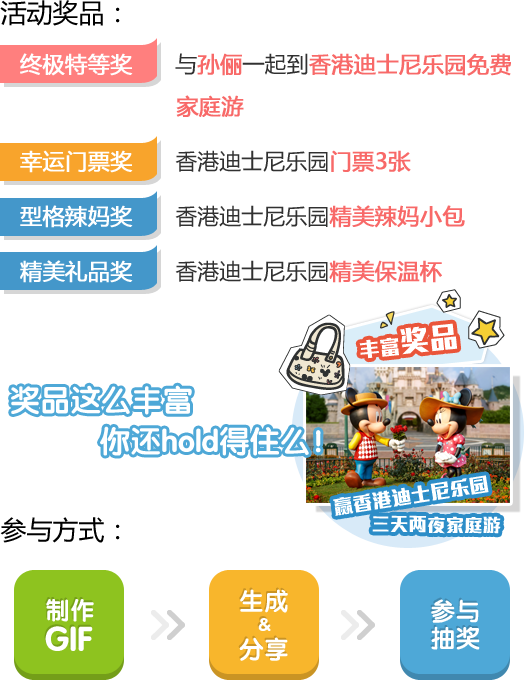 活动奖品：
终极特等奖
与孙俪一起到香港迪士尼乐园免费
家庭游
幸运门票奖
香港迪士尼乐园门票3张
型格辣妈奖
香港迪士尼乐园精美辣妈小包
精美礼品奖
香港迪士尼乐园精美保温杯
丰富奖品
奖品这么丰富
你还hold得住么！
赢香港迪士尼乐园
三天两夜家庭游
参与方式：
制作
GIF
生成
&
分享
参与
抽奖